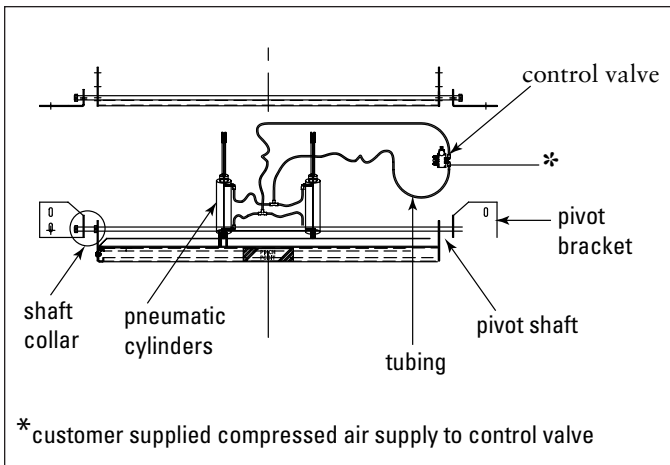 control valve
*
pivot
bracket
shaft
collar
pneumatic
cylinders
tubing
pivot shaft
*customer supplied compressed air supply to control valve